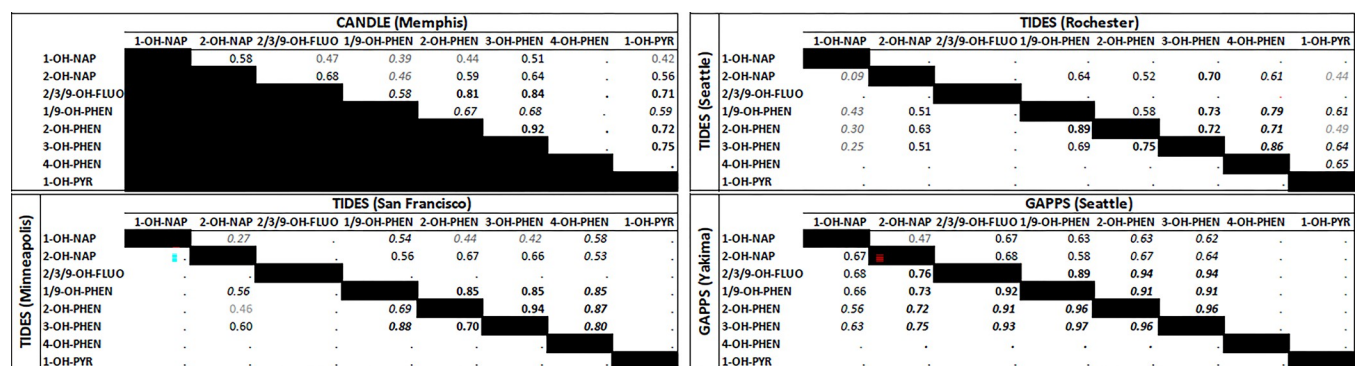 CANDLE (Memphis)
1-OH-NAP 2-OH-NAP 2/3/9-OH-FLUO 1/9-OH-PHEN 2-OH-PHEN 3-OH-PHEN 4-OH-PHEN 1-OH-PYR
1-OH-NAP 0.58 0.47 0.39 0.44 0.51 . 0.42
2-OH-NAP 0.68 0.46 0.59 0.64 . 0.56
2/3/9-OH-FLUO 0.58 0.81 0.84 . 0.71
1/9-OH-PHEN 0.67 0.68 . 0.59
2-OH-PHEN 0.92 . 0.72
3-OH-PHEN . 0.75
4-OH-PHEN .
1-OH-PYR
TIDES (Rochester)
TIDES (Seattle)
1-OH-NAP 2-OH-NAP 2/3/9-OH-FLUO 1/9-OH-PHEN 2-OH-PHEN 3-OH-PHEN 4-OH-PHEN 1-OH-PYR
1-OH-NAP . . . . . . .
2-OH-NAP 0.09 . 0.64 0.52 0.70 0.61 0.44
2/3/9-OH-FLUO . . . . . . .
1/9-OH-PHEN 0.43 0.51 . 0.58 0.73 0.79 0.61
2-OH-PHEN 0.30 0.63 . 0.89 0.72 0.71 0.49
3-OH-PHEN 0.25 0.51 . 0.69 0.75 0.86 0.64
4-OH-PHEN . . . . . . 0.65
1-OH-PYR . . . . . . .
TIDES (San Francisco)
TIDES (Minneapolis)
1-OH-NAP 2-OH-NAP 2/3/9-OH-FLUO 1/9-OH-PHEN 2-OH-PHEN 3-OH-PHEN 4-OH-PHEN 1-OH-PYR
1-OH-NAP 0.27 . 0.54 0.44 0.42 0.58 .
2-OH-NAP . . 0.56 0.67 0.66 0.53 .
2/3/9-OH-FLUO . . . . . . .
1/9-OH-PHEN . 0.56 . 0.85 0.85 0.85 .
2-OH-PHEN . 0.46 . 0.69 0.94 0.87 .
3-OH-PHEN . 0.60 . 0.88 0.70 0.80 .
4-OH-PHEN . . . . . . .
1-OH-PYR . . . . . . .
GAPPS (Seattle)
GAPPS (Yakima)
1-OH-NAP 2-OH-NAP 2/3/9-OH-FLUO 1/9-OH-PHEN 2-OH-PHEN 3-OH-PHEN 4-OH-PHEN 1-OH-PYR
1-OH-NAP 0.47 0.67 0.63 0.63 0.62 . .
2-OH-NAP 0.67 0.68 0.58 0.67 0.64 . .
2/3/9-OH-FLUO 0.68 0.76 0.89 0.94 0.94 . .
1/9-OH-PHEN 0.66 0.73 0.92 0.91 0.91 . .
2-OH-PHEN 0.56 0.72 0.91 0.96 0.96 . .
3-OH-PHEN 0.63 0.75 0.93 0.97 0.96 . .
4-OH-PHEN . . . . . . .
1-OH-PYR . . . . . . .